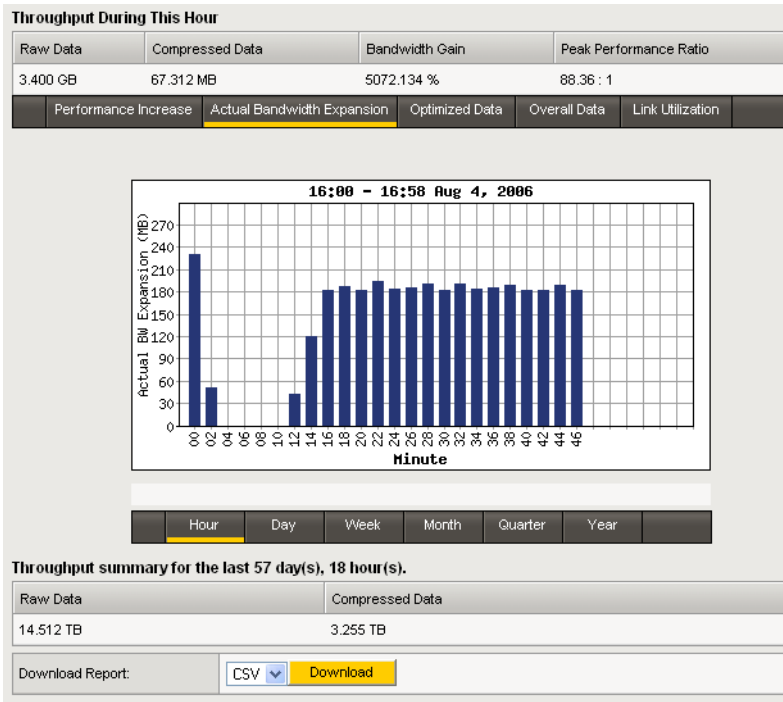 Throughput During This Hour
Raw Data Compressed Data Bandwidth Gain Peak Performance Ratio
3.400 GB 67.312 MB 5072.134 % 88.36 : 1
Performance Increase Actual Bandwidth Expansion Optimized Data Overall Data Link Utilization
16:00 - 16:58 Aug 4, 2006
Actual BW Expansion (MB)
270
240
210
180
150
120
90
60
30
0
00 02 04 06 08 10 12 14 16 18 20 22 24 26 28 30 32 34 36 38 40 42 44 46
Minute
Hour Day Week Month Quarter Year
Throughput summary for the last 57 day(s), 18 hour(s).
Raw Data Compressed Data
14.512 TB 3.255 TB
Download Report: CSV Download